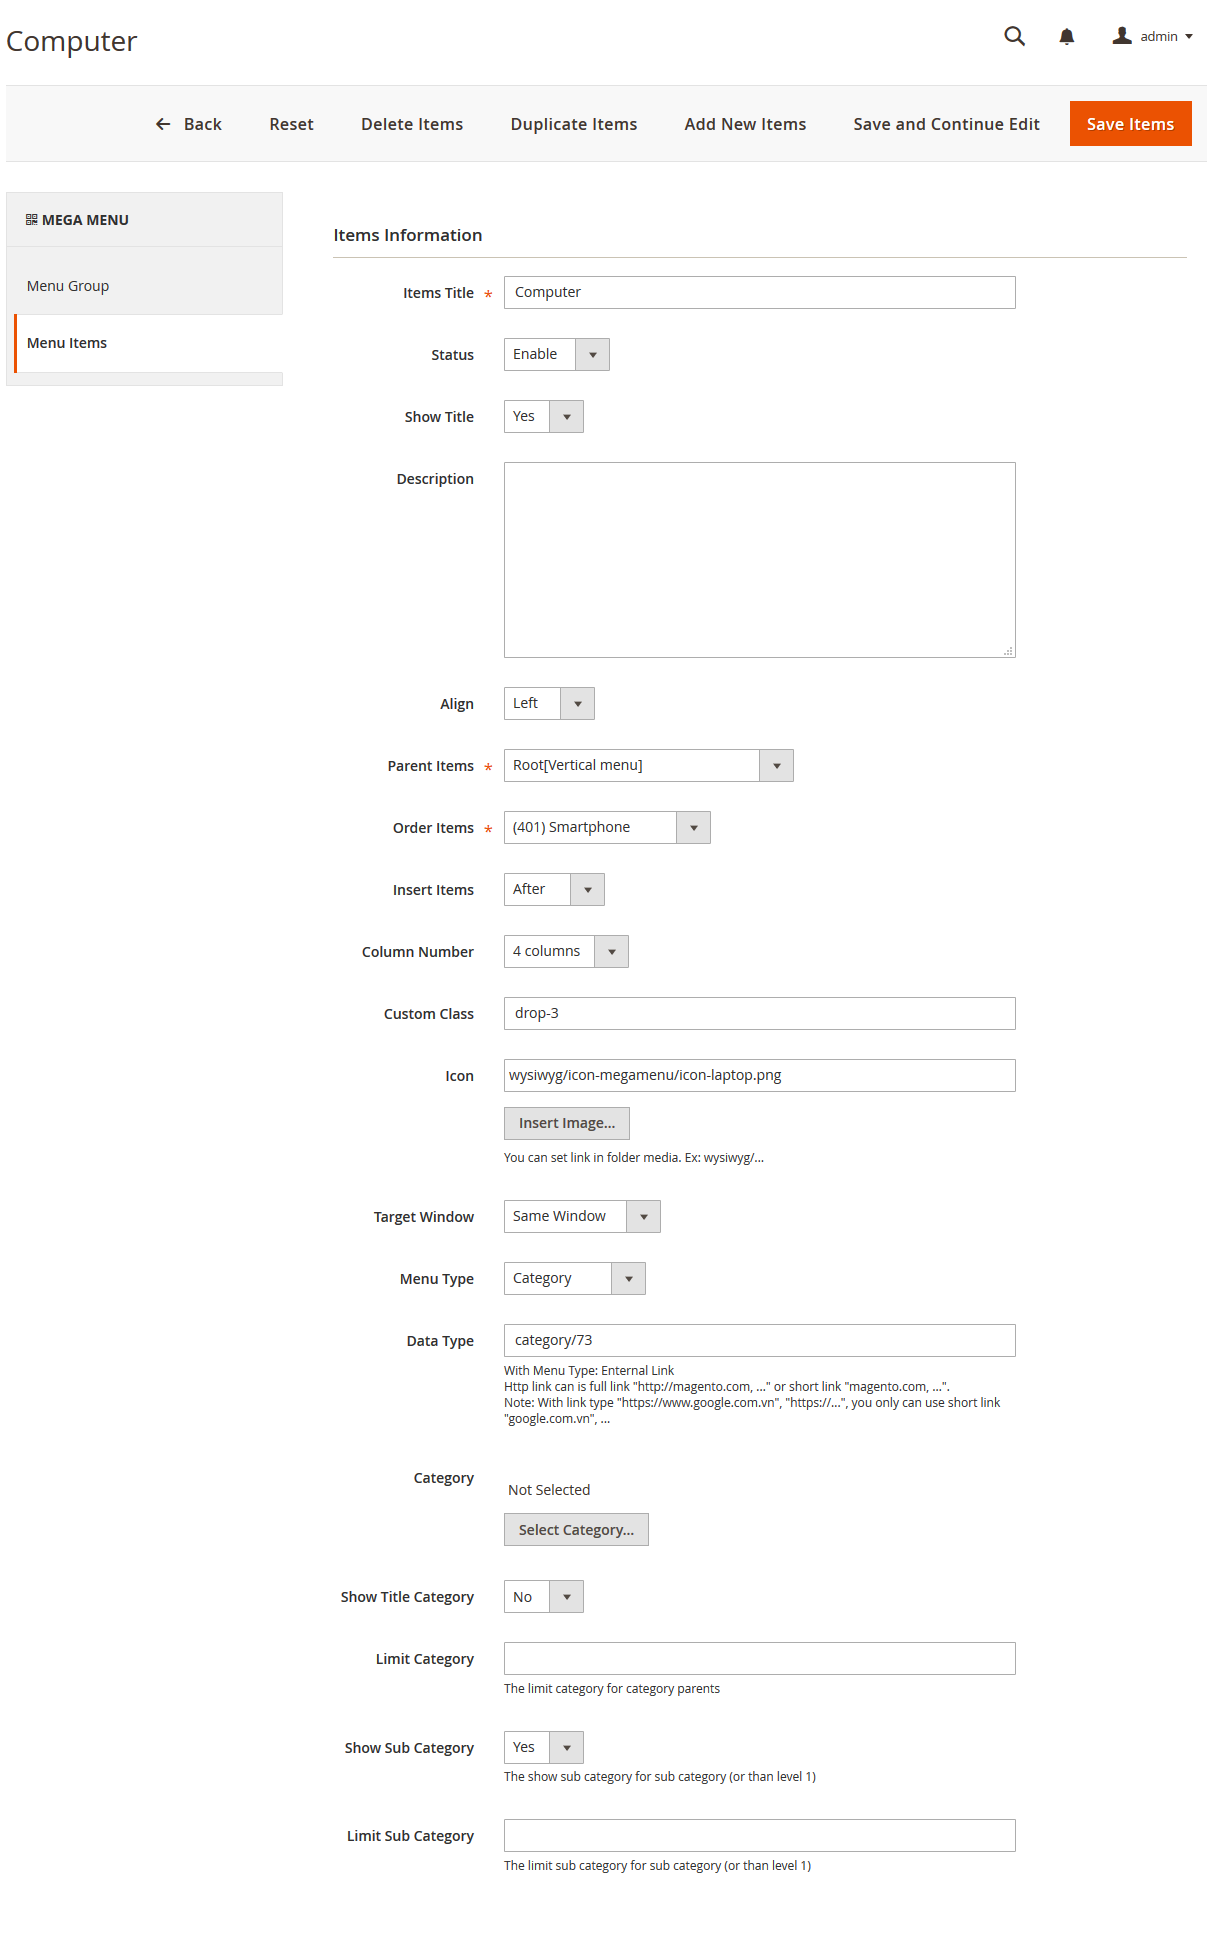 Computer
admin
Back
Reset
Delete Items
Duplicate Items
Add New Items
Save and Continue Edit
Save Items
MEGA MENU
Menu Group
Menu Items
Items Information
Items Title *
Computer
Status
Enable
Show Title
Yes
Description
Align
Left
Parent Items *
Root[Vertical menu]
Order Items *
(401) Smartphone
Insert Items
After
Column Number
4 columns
Custom Class
drop-3
Icon
wysiwyg/icon-megamenu/icon-laptop.png
Insert Image...
You can set link in folder media. Ex: wysiwyg/...
Target Window
Same Window
Menu Type
Category
Data Type
category/73
With Menu Type: Enternal Link
Http link can is full link "http://magento.com, ..." or short link "magento.com, ...".
Note: With link type "https://www.google.com.vn", "https://...", you only can use short link
"google.com.vn", ...
Category
Not Selected
Select Category...
Show Title Category
No
Limit Category
The limit category for category parents
Show Sub Category
Yes
The show sub category for sub category (or than level 1)
Limit Sub Category
The limit sub category for sub category (or than level 1)